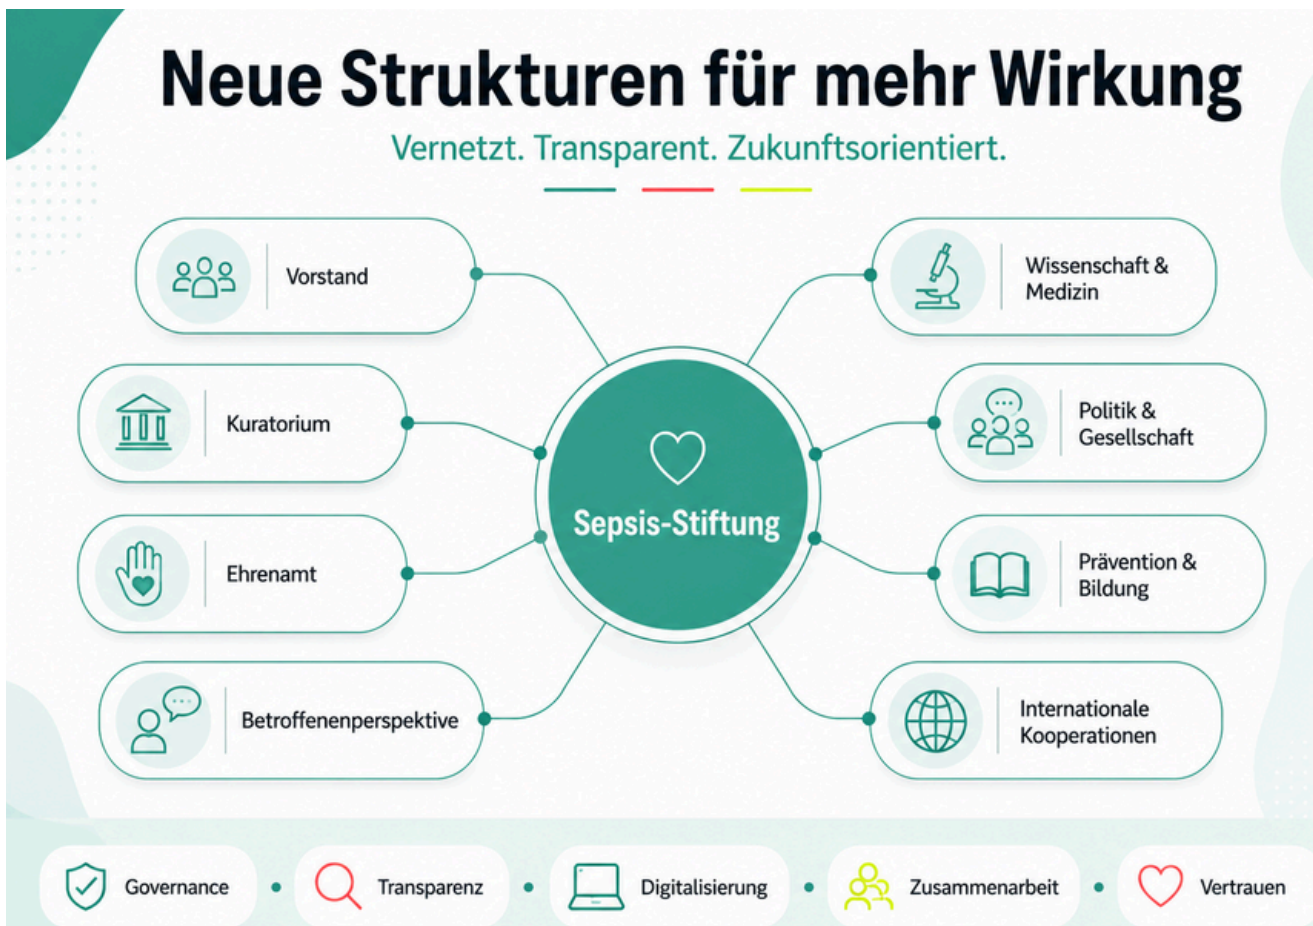 Neue Strukturen für mehr Wirkung
Vernetzt. Transparent. Zukunftsorientiert.
Vorstand
Kuratorium
Ehrenamt
Betroffenenperspektive
Sepsis-Stiftung
Wissenschaft &
Medizin
Politik &
Gesellschaft
Prävention &
Bildung
Internationale
Kooperationen
Governance
Transparenz
Digitalisierung
Zusammenarbeit
Vertrauen